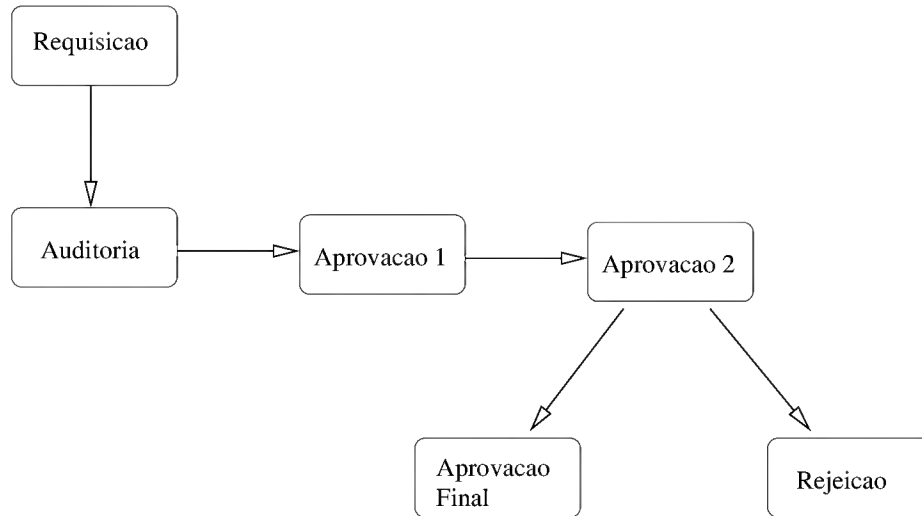 Requisicao
Auditoria
Aprovacao 1
Aprovacao 2
Aprovacao
Final
Rejeicao